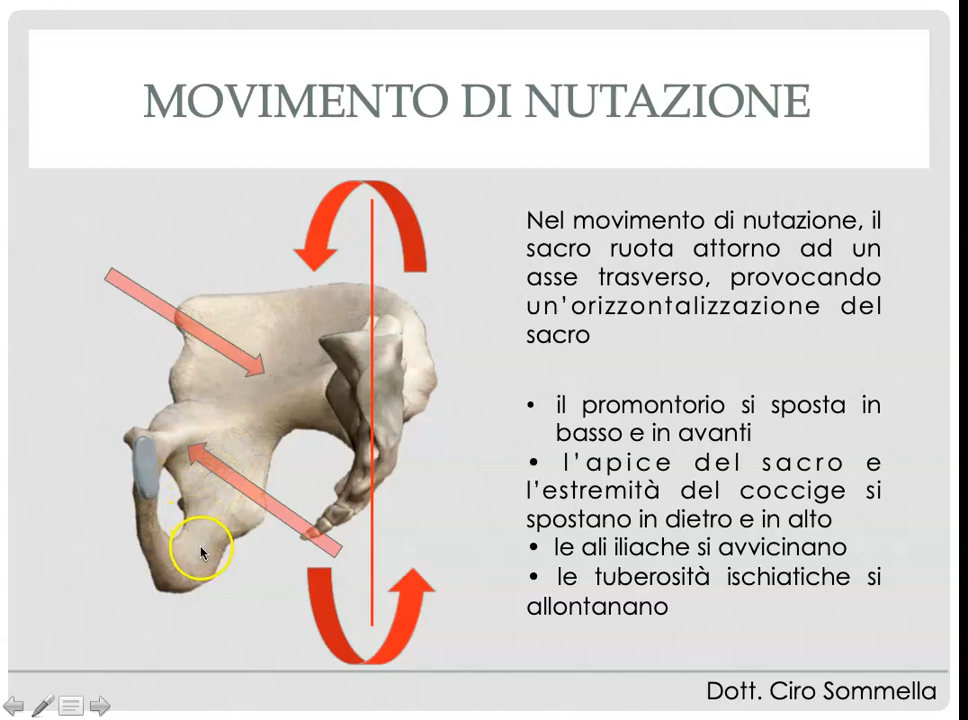 MOVIMENTO DI NUTAZIONE
Nel movimento di nutazione, il
sacro ruota attorno ad un
asse trasverso, provocando
un'orizzontalizzazione del
sacro
• il promontorio si sposta in
basso e in avanti
• l'apice del sacro e
l'estremità del coccige si
spostano in dietro e in alto
• le ali iliache si avvicinano
• le tuberosità ischiatiche si
allontanano
Dott. Ciro Sommella